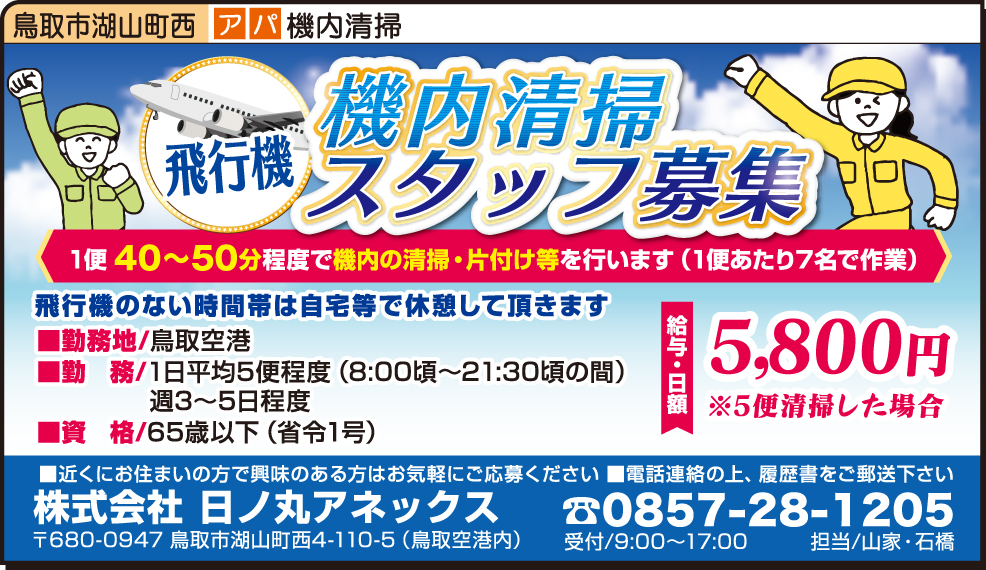 鳥取市湖山町西 アパ 機内清掃
飛行機
機内清掃
スタッフ募集
1便 40～50分程度で機内の清掃・片付け等を行います（1便あたり7名で作業）
飛行機のない時間帯は自宅等で休憩して頂きます
■勤務地/鳥取空港
■勤　務/1日平均5便程度（8:00頃～21:30頃の間）
週3～5日程度
■資　格/65歳以下（省令1号）
給与・日額
5,800円
※5便清掃した場合
■近くにお住まいの方で興味のある方はお気軽にご応募ください ■電話連絡の上、履歴書をご郵送下さい
株式会社 日ノ丸アネックス
〒680-0947 鳥取市湖山町西4-110-5（鳥取空港内）
☎0857-28-1205
受付/9:00～17:00 担当/山家・石橋